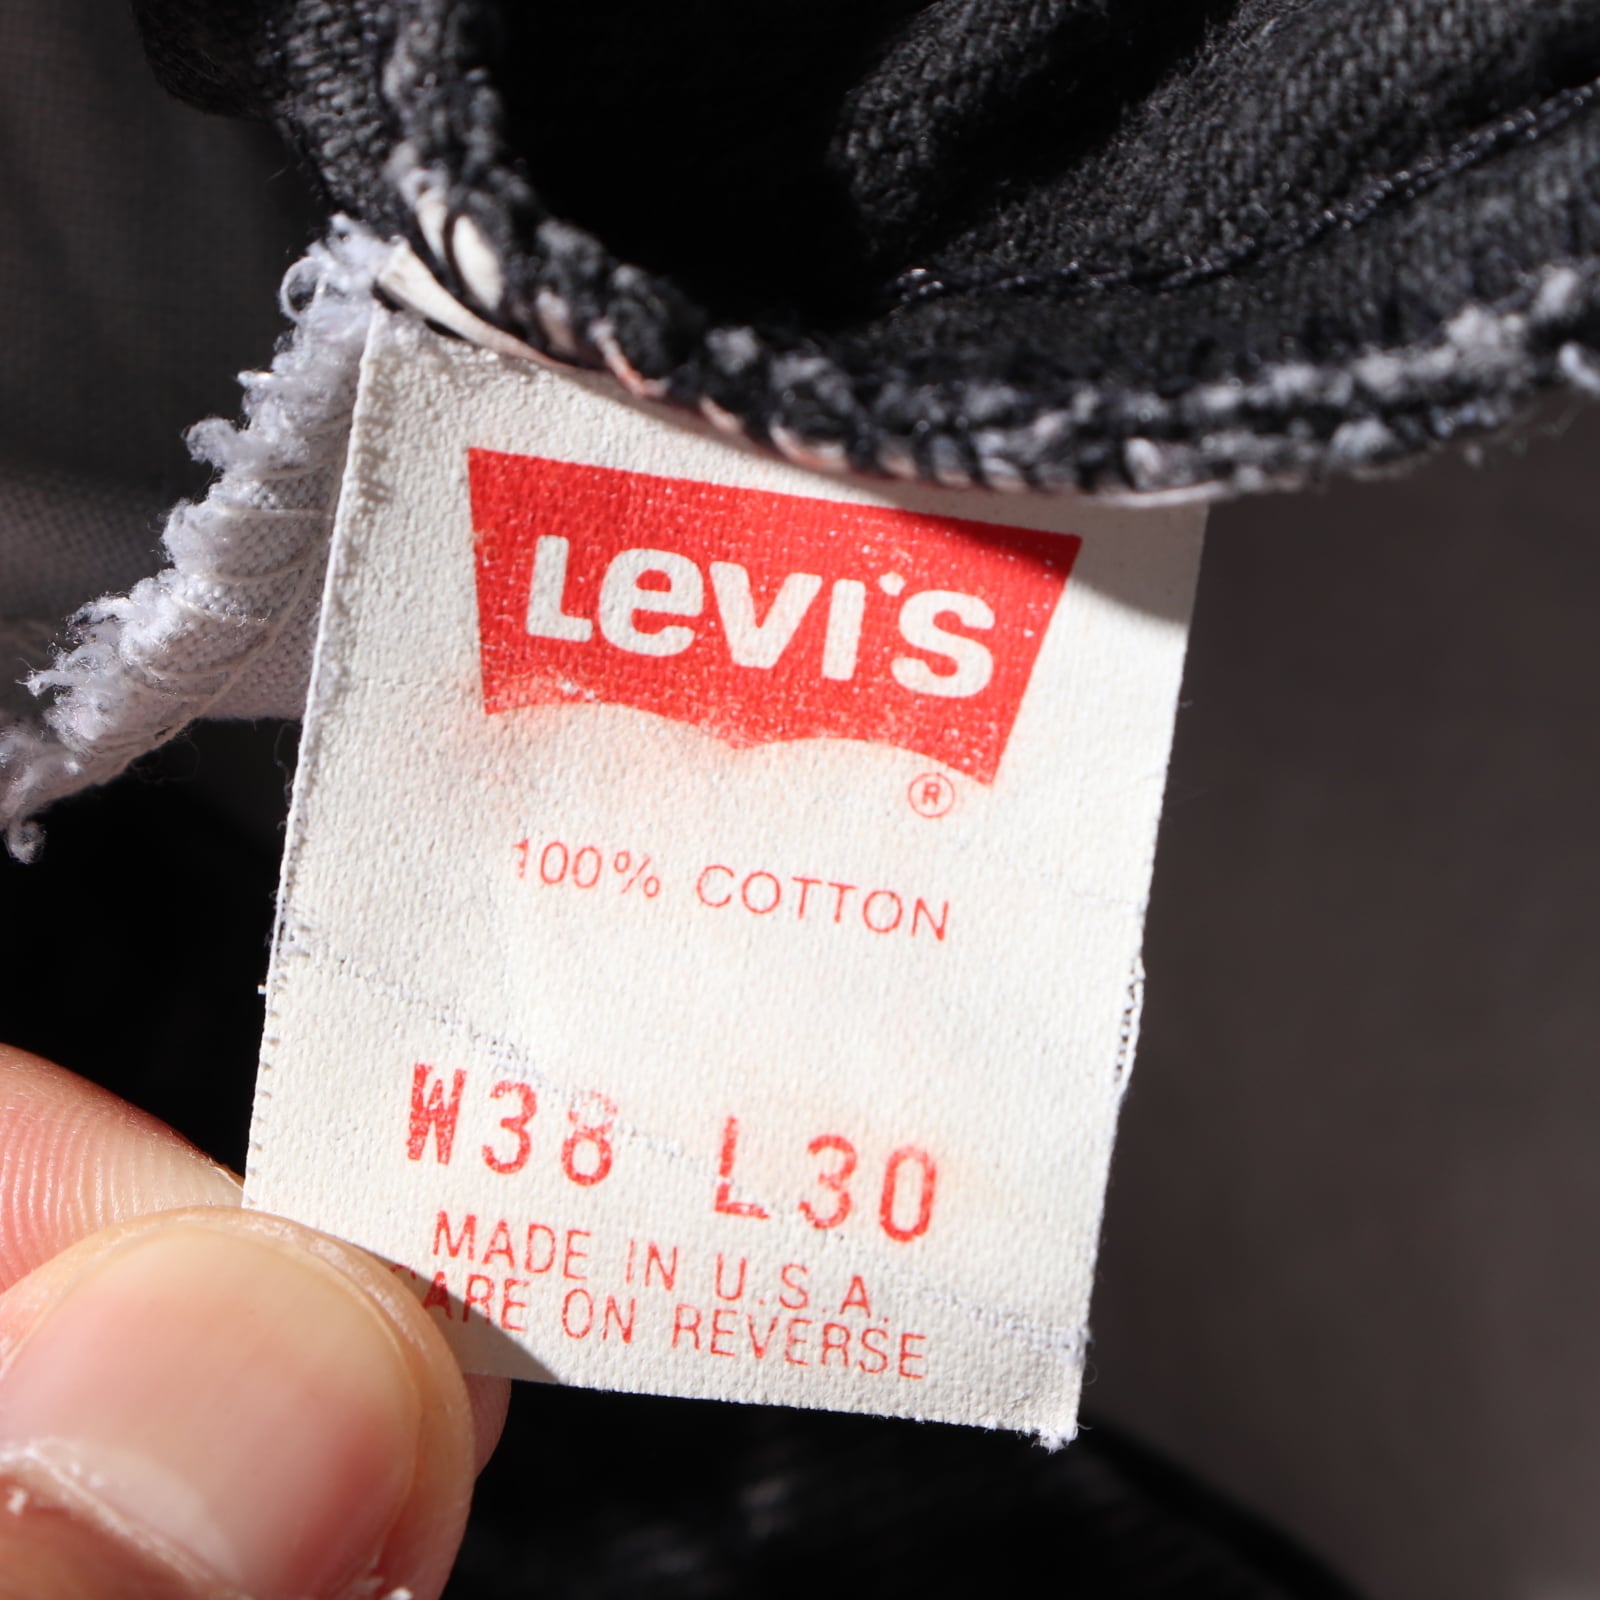 LEVI'S
®
100% COTTON
W38 L30
MADE IN U.S.A.
ARE ON REVERSE